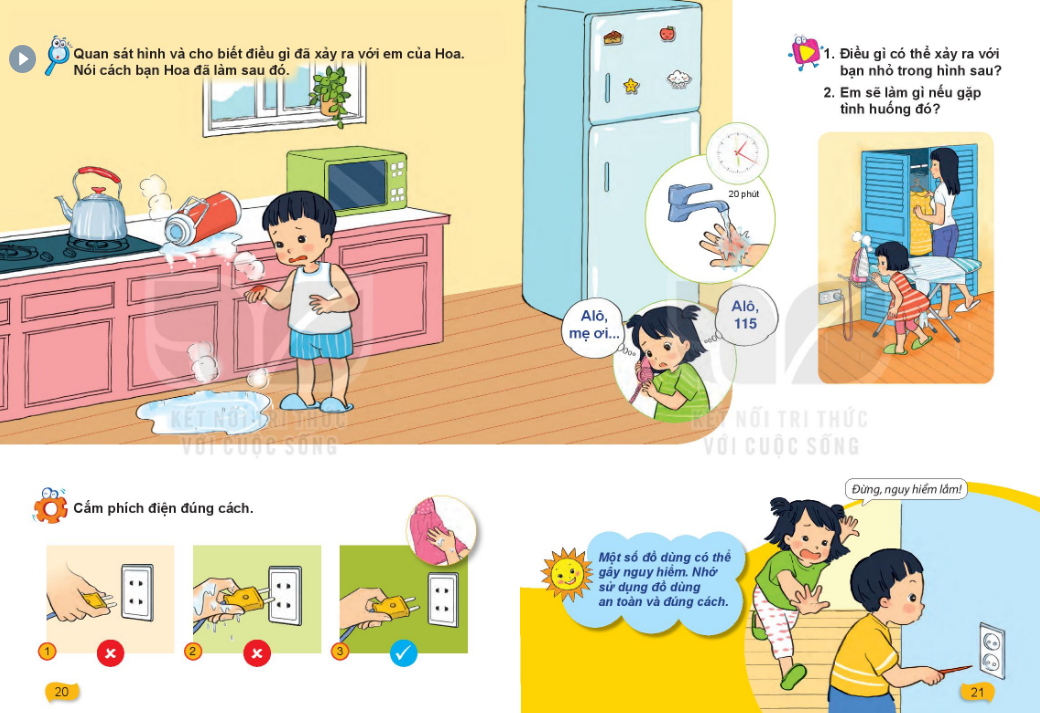 Quan sát hình và cho biết điều gì đã xảy ra với em của Hoa.
Nói cách bạn Hoa đã làm sau đó.
20 phút
Alô,
mẹ ơi...
Alô,
115
KẾT NỐI TRI THỨC
VỚI CUỘC SỐNG
Cắm phích điện đúng cách.
1
2
3
20
1. Điều gì có thể xảy ra với
bạn nhỏ trong hình sau?
2. Em sẽ làm gì nếu gặp
tình huống đó?
KẾT NỐI TRI THỨC
VỚI CUỘC SỐNG
Đừng, nguy hiểm lắm!
Một số đồ dùng có thể
gây nguy hiểm. Nhớ
sử dụng đồ dùng
an toàn và đúng cách.
21